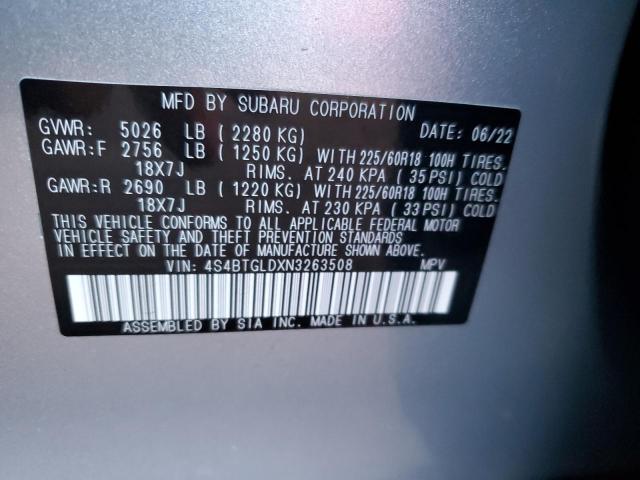 MFD BY SUBARU CORPORATION
GVWR: 5026 LB (2280 KG) DATE: 06/22
GAWR:F 2756 LB (1250 KG) WITH 225/60R18 100H TIRES.
18X7J RIMS. AT 240 KPA (35 PSI) COLD
GAWR:R 2690 LB (1220 KG) WITH 225/60R18 100H TIRES.
18X7J RIMS. AT 230 KPA (33 PSI) COLD
THIS VEHICLE CONFORMS TO ALL APPLICABLE FEDERAL MOTOR
VEHICLE SAFETY AND THEFT PREVENTION STANDARDS
IN EFFECT ON THE DATE OF MANUFACTURE SHOWN ABOVE.
VIN: 4S4BTGLDXN3263508 MPV
ASSEMBLED BY SIA INC. MADE IN U.S.A.